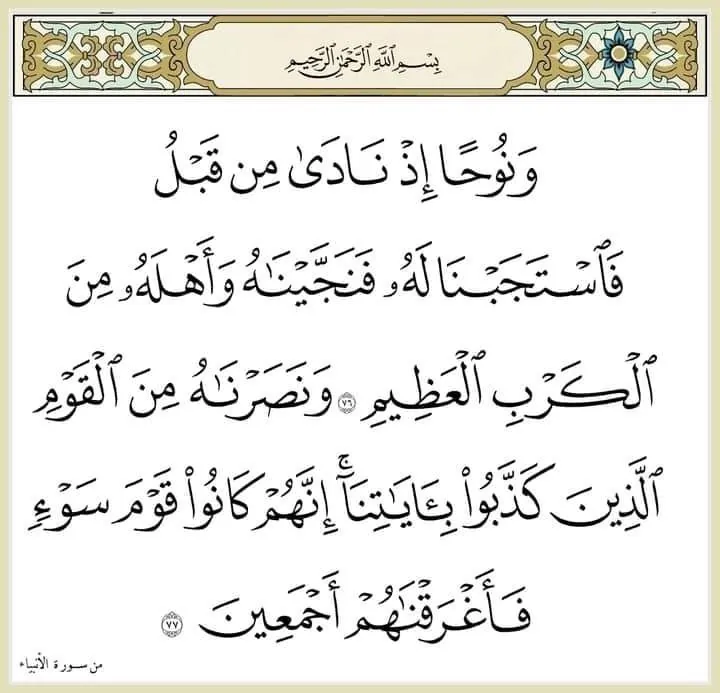 بِسْمِ ٱللَّهِ ٱلرَّحْمَٰنِ ٱلرَّحِيمِ
وَنُوحًا إِذْ نَادَىٰ مِن قَبْلُ
فَٱسْتَجَبْنَا لَهُۥ فَنَجَّيْنَٰهُ وَأَهْلَهُۥ مِنَ
ٱلْكَرْبِ ٱلْعَظِيمِ ٧٦ وَنَصَرْنَٰهُ مِنَ ٱلْقَوْمِ
ٱلَّذِينَ كَذَّبُوا۟ بِـَٔايَٰتِنَآ ۚ إِنَّهُمْ كَانُوا۟ قَوْمَ سَوْءٍ
فَأَغْرَقْنَٰهُمْ أَجْمَعِينَ ٧٧
من سورة الأنبياء